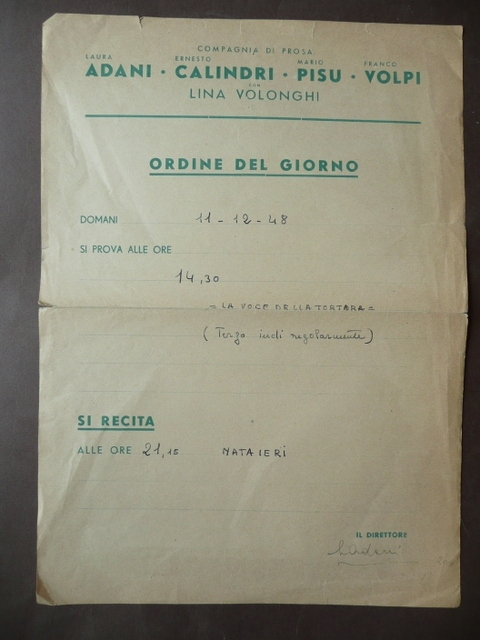 COMPAGNIA DI PROSA
LAURA ERNESTO MARIO FRANCO
ADANI · CALINDRI · PISU · VOLPI
CON
LINA VOLONGHI
ORDINE DEL GIORNO
DOMANI 11-12-48
SI PROVA ALLE ORE
14,30
= LA VOCE DELLA TORTORA =
(Terzo indi regolarmente)
SI RECITA
ALLE ORE 21,15 NATA IERI
IL DIRETTORE